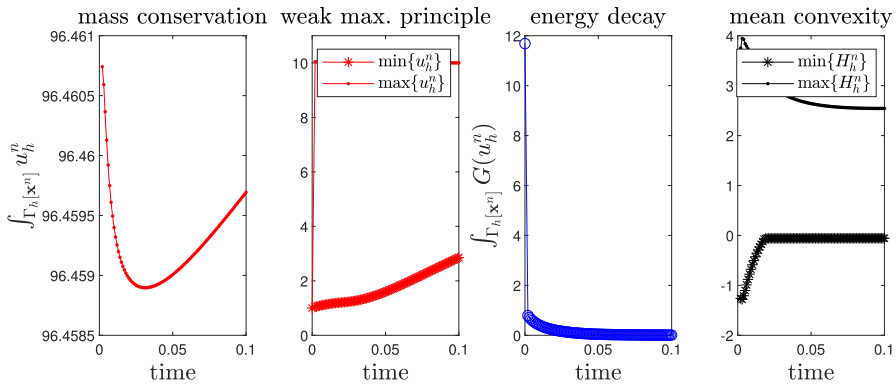 mass conservation
96.461
96.4605
96.46
96.4595
96.459
96.4585
0
0.05
0.1
time
∫_{Γ_h[𝐱^n]} u_h^n
weak max. principle
10
8
6
4
2
0
min{u_h^n}
max{u_h^n}
0
0.05
0.1
time
energy decay
12
10
8
6
4
2
0
0
0.05
0.1
time
∫_{Γ_h[𝐱^n]} G(u_h^n)
mean convexity
4
3
2
1
0
-1
-2
min{H_h^n}
max{H_h^n}
0
0.05
0.1
time